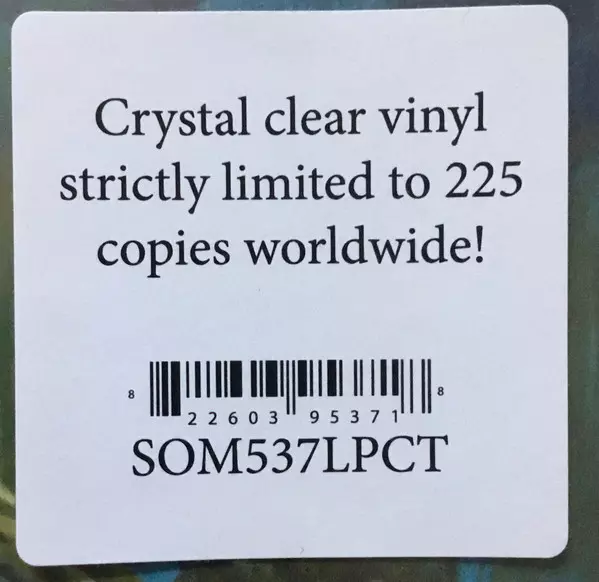 Crystal clear vinyl
strictly limited to 225
copies worldwide!
8 22603 95371 8
SOM537LPCT